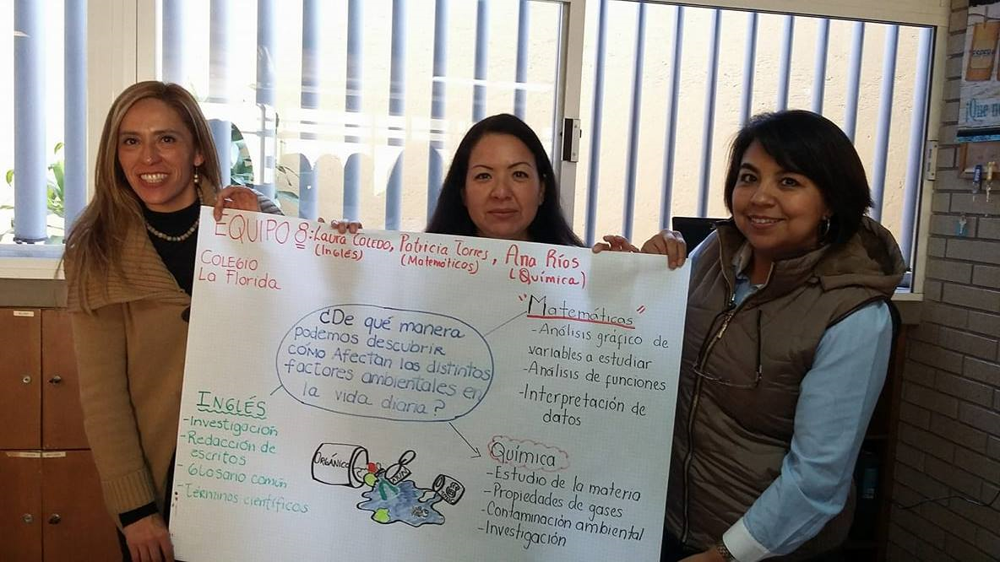 EQUIPO 8: Laura TOLEDO, Patricia Torres, Ana Ríos
(Inglés) (Matemáticos) (Química)
COLEGIO
La Florida
¿De qué manera
podemos descubrir
CÓMO Afectan los distintos
factores ambientales en
la vida diaria?
"Matemáticas"
-Análisis gráfico de
variables a estudiar
-Análisis de funciones
-Interpretación de
datos
INGLÉS
-Investigación
-Redacción de
escritos
-Glosario común
-Términos científicos
ORGÁNICO
Química
-Estudio de la materia
-Propiedades de gases
-Contaminación ambiental
-Investigación
¡Que